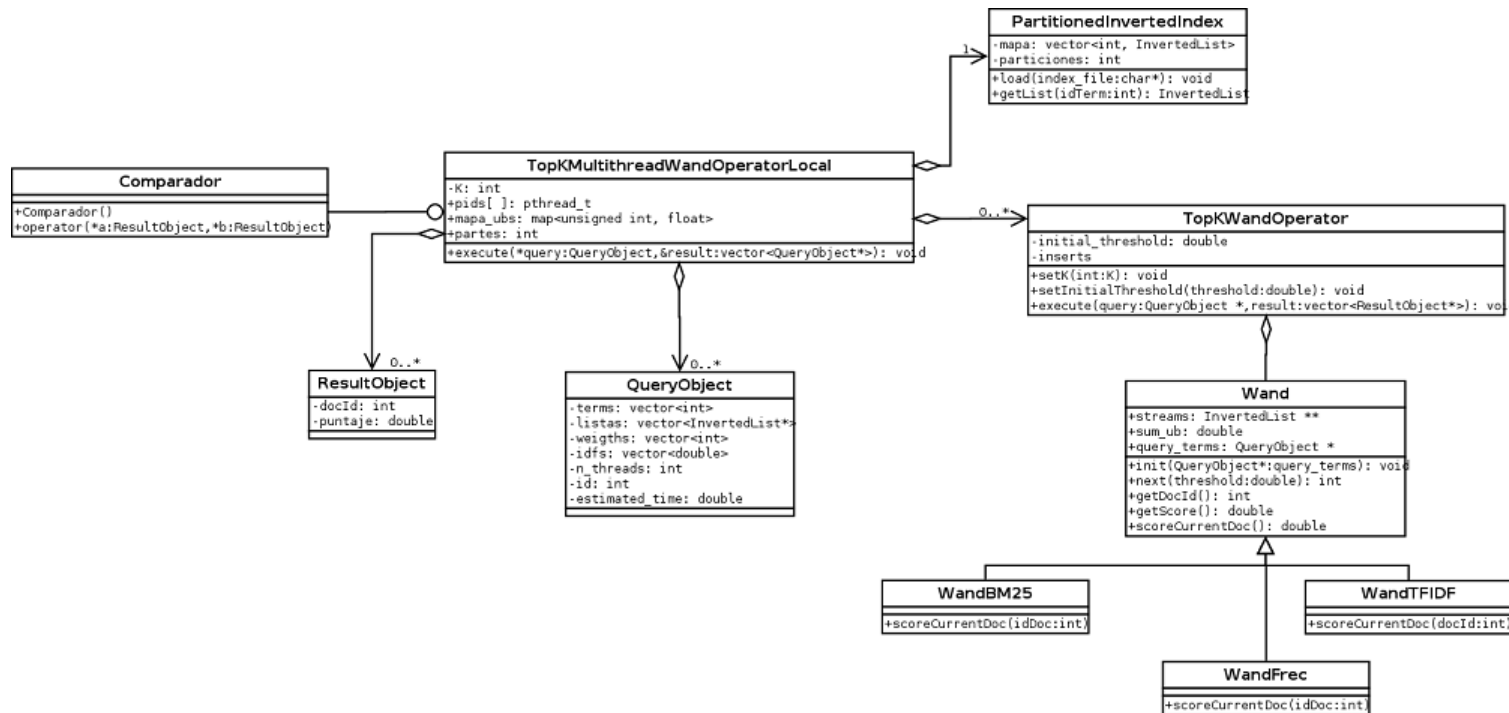 PartitionedInvertedIndex
-mapa: vector<int, InvertedList>
-particiones: int
+load(index_file:char*): void
+getList(idTerm:int): InvertedList
1
TopKMultithreadWandOperatorLocal
-K: int
+pids[ ]: pthread_t
+mapa_ubs: map<unsigned int, float>
+partes: int
+execute(*query:QueryObject,&result:vector<QueryObject*>): void
Comparador
+Comparador()
+operator(*a:ResultObject,*b:ResultObject)
0..*
TopKWandOperator
-initial_threshold: double
-inserts
+setK(int:K): void
+setInitialThreshold(threshold:double): void
+execute(query:QueryObject *,result:vector<ResultObject*>): voi
0..*
ResultObject
-docId: int
-puntaje: double
0..*
QueryObject
-terms: vector<int>
-listas: vector<InvertedList*>
-weigths: vector<int>
-idfs: vector<double>
-n_threads: int
-id: int
-estimated_time: double
Wand
+streams: InvertedList **
+sum_ub: double
+query_terms: QueryObject *
+init(QueryObject*:query_terms): void
+next(threshold:double): int
+getDocId(): int
+getScore(): double
+scoreCurrentDoc(): double
WandBM25
+scoreCurrentDoc(idDoc:int)
WandTFIDF
+scoreCurrentDoc(docId:int)
WandFrec
+scoreCurrentDoc(idDoc:int)